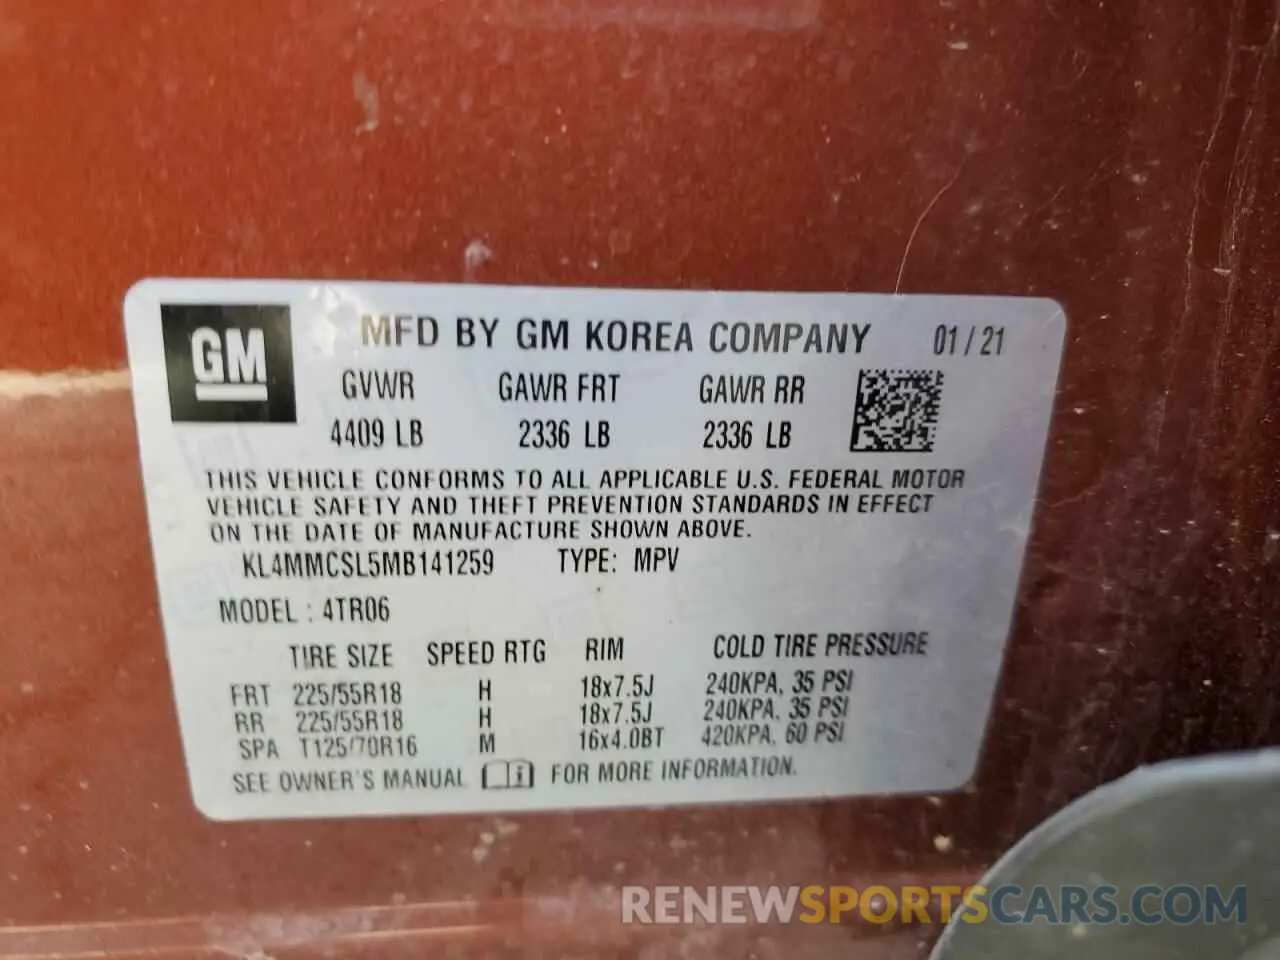 GM
MFD BY GM KOREA COMPANY 01/21
GVWR GAWR FRT GAWR RR
4409 LB 2336 LB 2336 LB
THIS VEHICLE CONFORMS TO ALL APPLICABLE U.S. FEDERAL MOTOR
VEHICLE SAFETY AND THEFT PREVENTION STANDARDS IN EFFECT
ON THE DATE OF MANUFACTURE SHOWN ABOVE.
KL4MMCSL5MB141259 TYPE: MPV
MODEL : 4TR06
TIRE SIZE SPEED RTG RIM COLD TIRE PRESSURE
FRT 225/55R18 H 18x7.5J 240KPA, 35 PSI
RR 225/55R18 H 18x7.5J 240KPA, 35 PSI
SPA T125/70R16 M 16x4.0BT 420KPA, 60 PSI
SEE OWNER'S MANUAL FOR MORE INFORMATION.
RENEWSPORTSCARS.COM